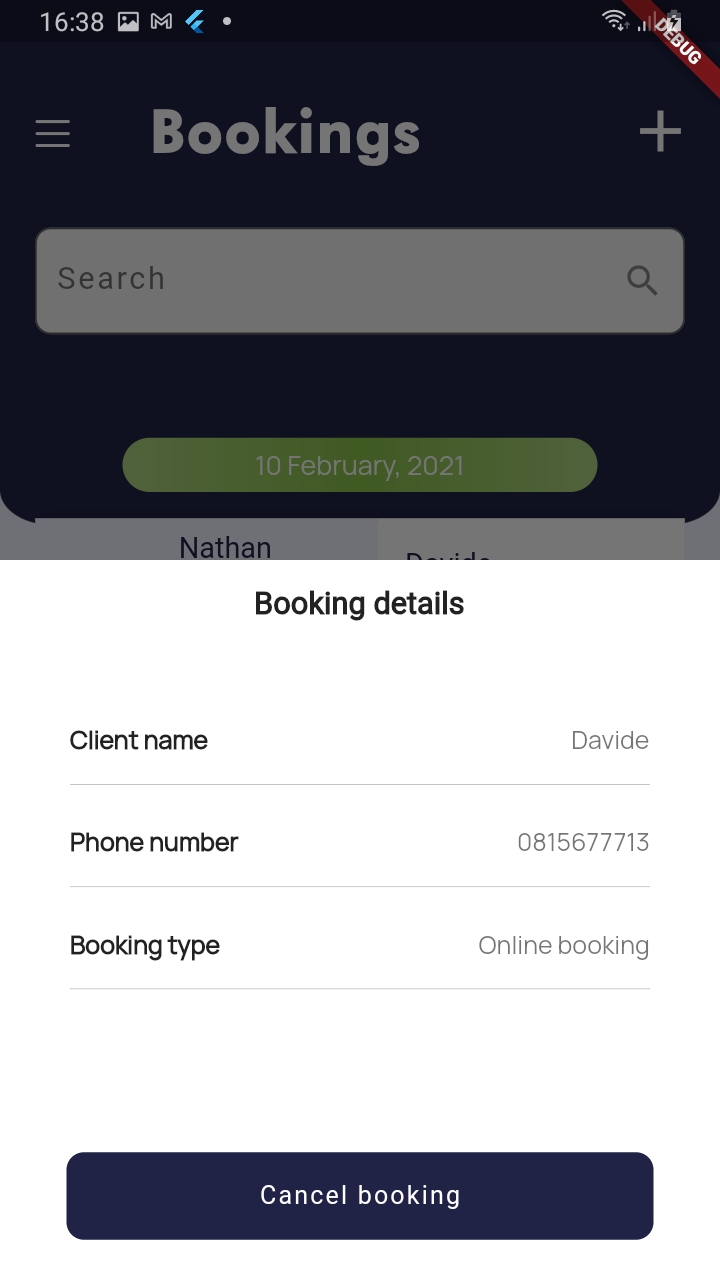 16:38
DEBUG
Bookings
Search
10 February, 2021
Nathan
Davide
Booking details
Client name Davide
Phone number 0815677713
Booking type Online booking
Cancel booking